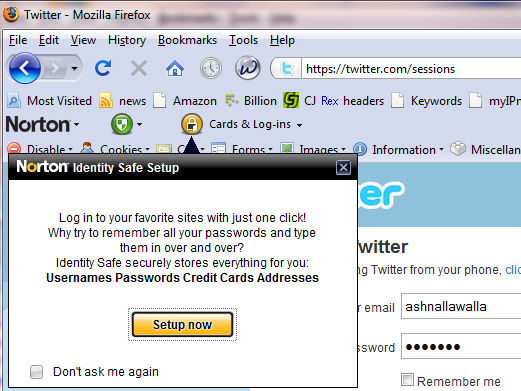 Twitter - Mozilla Firefox
File Edit View History Bookmarks Tools Help
https://twitter.com/sessions
Most Visited news Amazon Billion CJ Rex headers Keywords myIPn
Norton Cards & Log-ins
Disable Cookies CS Forms Images Information Miscellan
Norton Identity Safe Setup
Log in to your favorite sites with just one click!
Why try to remember all your passwords and type
them in over and over?
Identity Safe securely stores everything for you:
Usernames Passwords Credit Cards Addresses
Setup now
Don't ask me again
ter
Twitter
ng Twitter from your phone, clic
r email ashnallawalla
ssword
Remember me